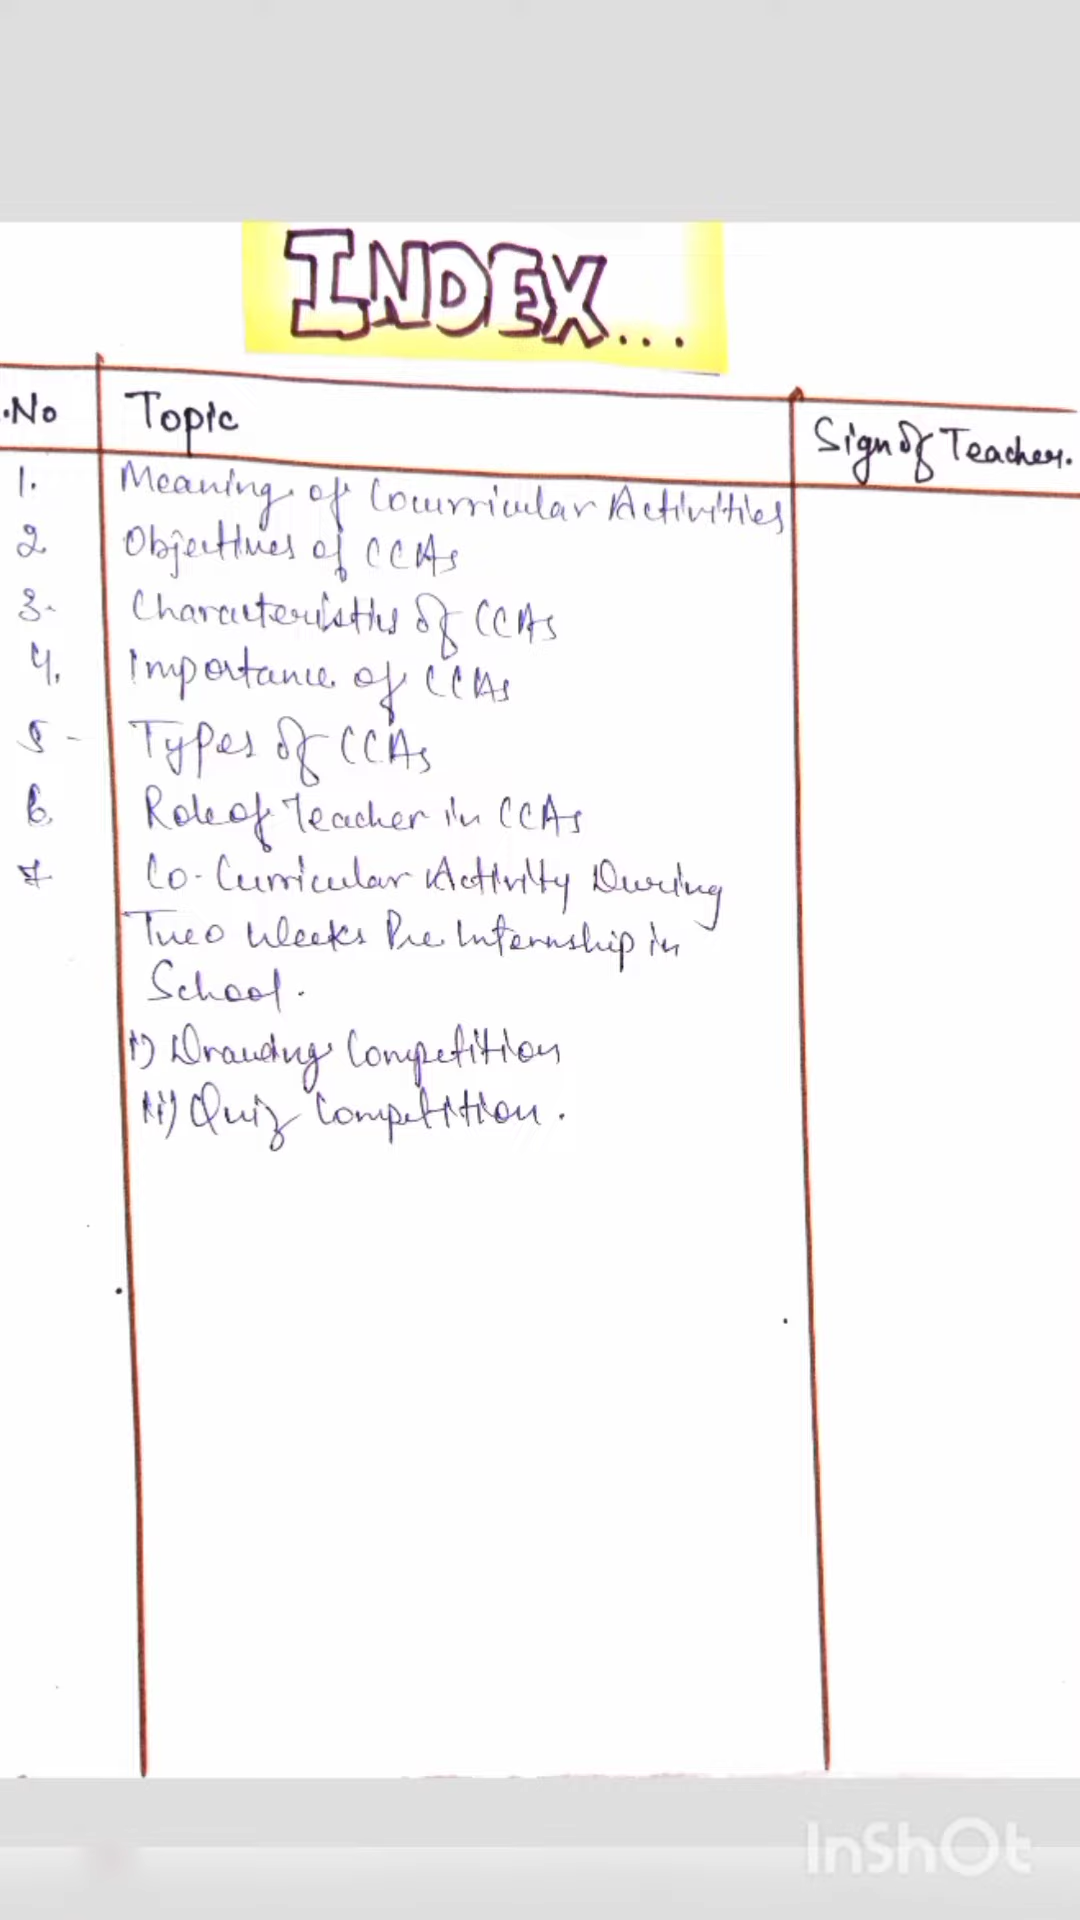 INDEX...
.No Topic Sign of Teacher.
1. Meaning of Cocurricular Activities
2 Objectives of CCAs
3. Characteristics of CCAs
4. Importance of CCAs
5- Types of CCAs
6. Role of Teacher in CCAs
7 Co-Curricular Activity During
Two Weeks Pre Internship in
School.
i) Drawing Competition
ii) Quiz Competition.
InShOt